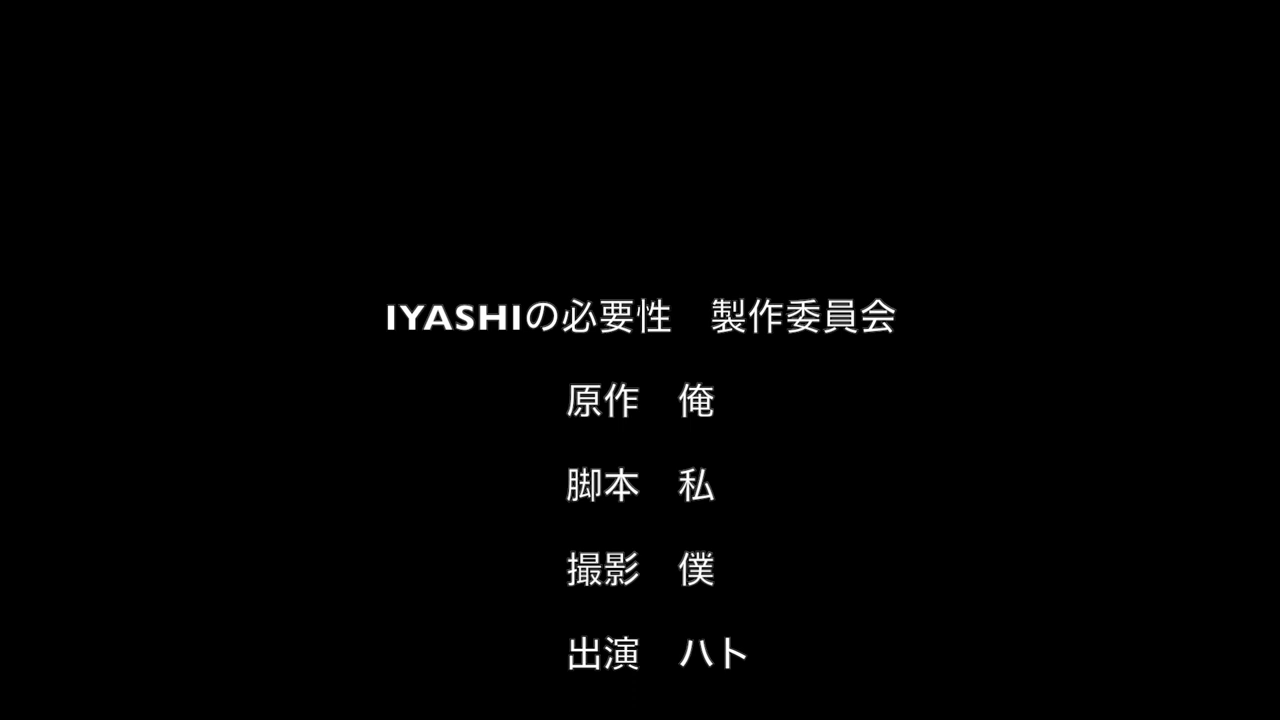 IYASHIの必要性　製作委員会
原作　俺
脚本　私
撮影　僕
出演　ハト